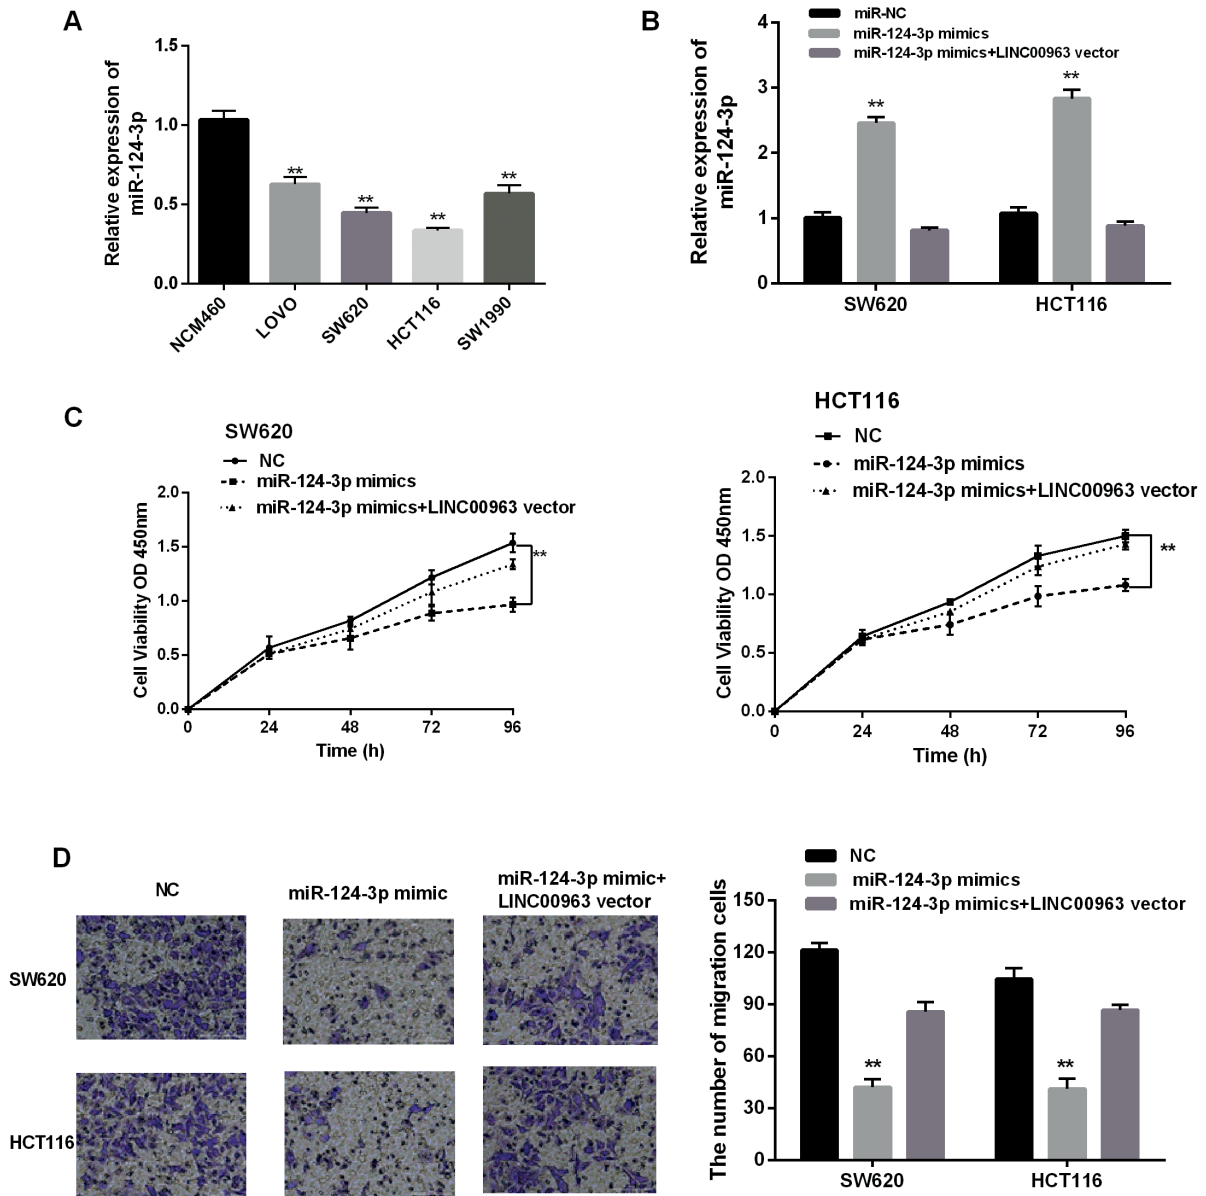 A
Relative expression of
miR-124-3p
1.5
1.0
0.5
0.0
**
**
**
**
NCM460
LOVO
SW620
HCT116
SW1990
B
miR-NC
miR-124-3p mimics
miR-124-3p mimics+LINC00963 vector
Relative expression of
miR-124-3p
4
3
2
1
0
**
**
SW620
HCT116
C
SW620
NC
miR-124-3p mimics
miR-124-3p mimics+LINC00963 vector
Cell Viability OD 450nm
2.0
1.5
1.0
0.5
0.0
**
0
24
48
72
96
Time (h)
HCT116
NC
miR-124-3p mimics
miR-124-3p mimics+LINC00963 vector
Cell Viability OD 450nm
2.0
1.5
1.0
0.5
0.0
**
0
24
48
72
96
Time (h)
D
NC
miR-124-3p mimic
miR-124-3p mimic+
LINC00963 vector
SW620
HCT116
NC
miR-124-3p mimics
miR-124-3p mimics+LINC00963 vector
The number of migration cells
150
120
90
60
30
0
**
**
SW620
HCT116